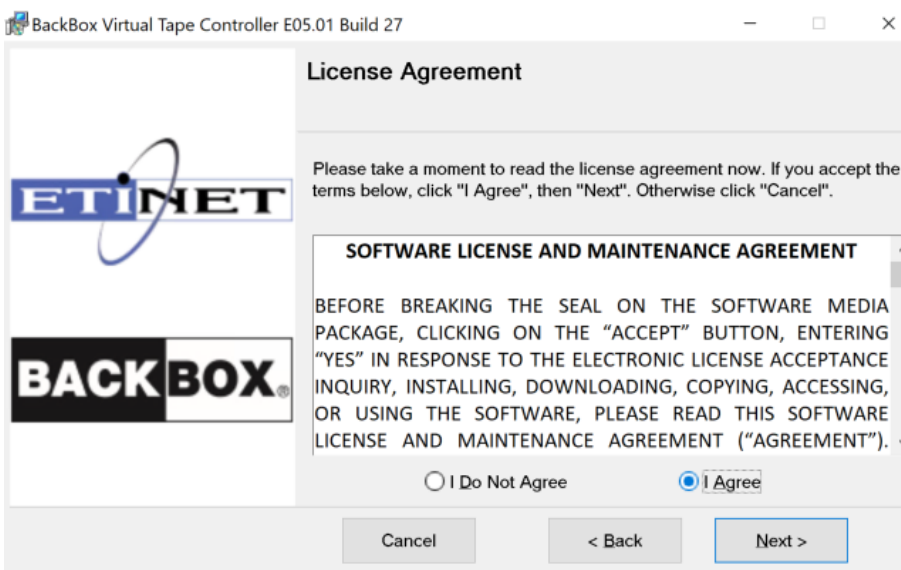 BackBox Virtual Tape Controller E05.01 Build 27
License Agreement
Please take a moment to read the license agreement now. If you accept the
terms below, click "I Agree", then "Next". Otherwise click "Cancel".
ETINET
BACKBOX®
SOFTWARE LICENSE AND MAINTENANCE AGREEMENT
BEFORE BREAKING THE SEAL ON THE SOFTWARE MEDIA
PACKAGE, CLICKING ON THE “ACCEPT” BUTTON, ENTERING
“YES” IN RESPONSE TO THE ELECTRONIC LICENSE ACCEPTANCE
INQUIRY, INSTALLING, DOWNLOADING, COPYING, ACCESSING,
OR USING THE SOFTWARE, PLEASE READ THIS SOFTWARE
LICENSE AND MAINTENANCE AGREEMENT (“AGREEMENT”).
I Do Not Agree
I Agree
Cancel
< Back
Next >